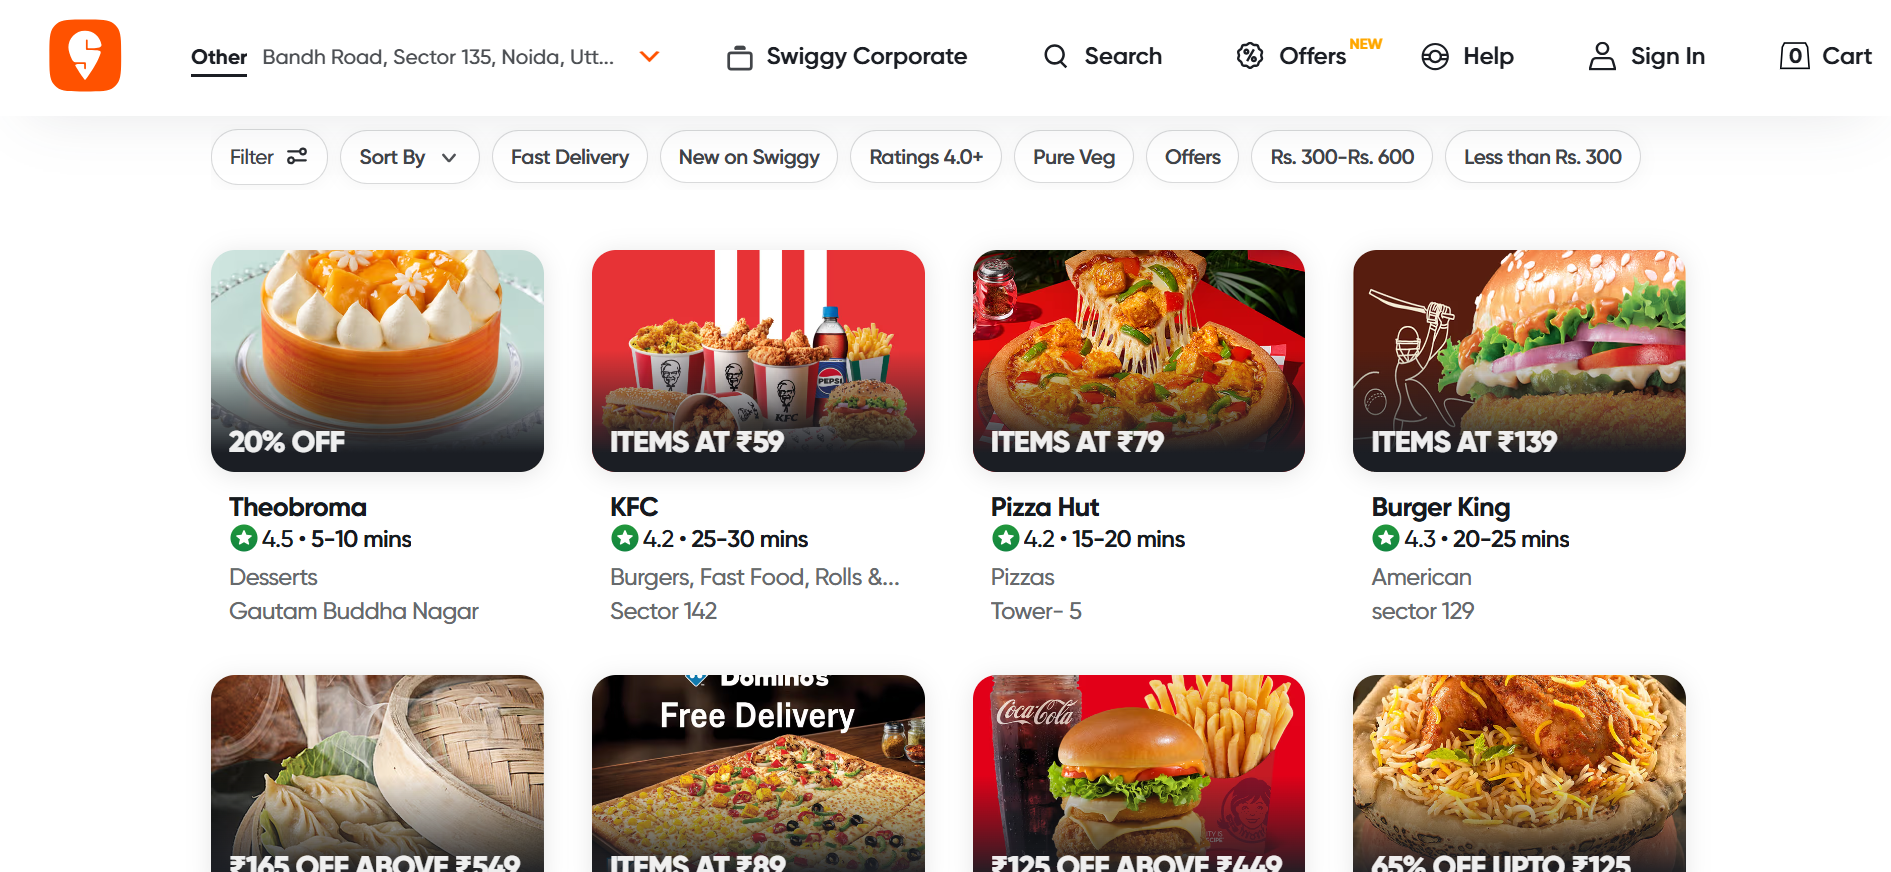 Other Bandh Road, Sector 135, Noida, Utt... Swiggy Corporate Search Offers NEW Help Sign In 0 Cart
Filter Sort By Fast Delivery New on Swiggy Ratings 4.0+ Pure Veg Offers Rs. 300-Rs. 600 Less than Rs. 300
PEPSI
KFC
20% OFF
ITEMS AT ₹59
ITEMS AT ₹79
ITEMS AT ₹139
Theobroma
4.5 • 5-10 mins
Desserts
Gautam Buddha Nagar
KFC
4.2 • 25-30 mins
Burgers, Fast Food, Rolls &...
Sector 142
Pizza Hut
4.2 • 15-20 mins
Pizzas
Tower- 5
Burger King
4.3 • 20-25 mins
American
sector 129
₹165 OFF ABOVE ₹549
Domino's
Free Delivery
ITEMS AT ₹89
Coca-Cola
₹125 OFF ABOVE ₹449
65% OFF UPTO ₹125